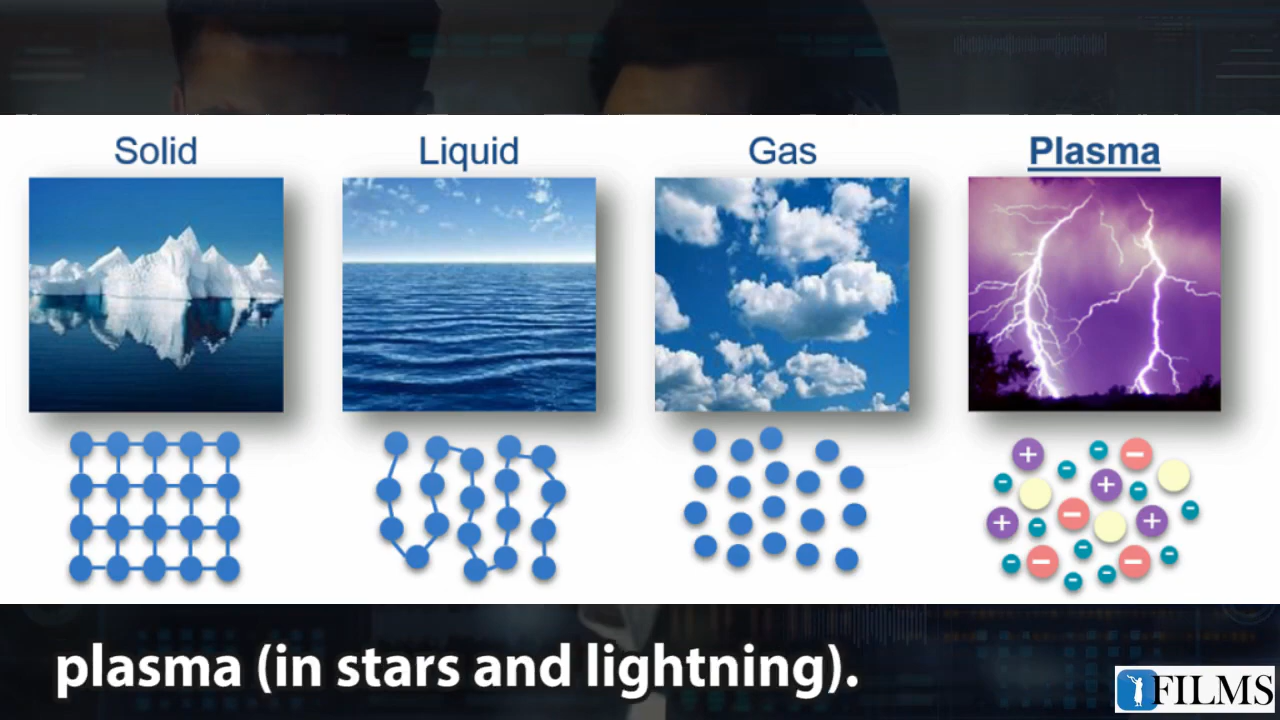 Solid
Liquid
Gas
Plasma
plasma (in stars and lightning).
FILMS